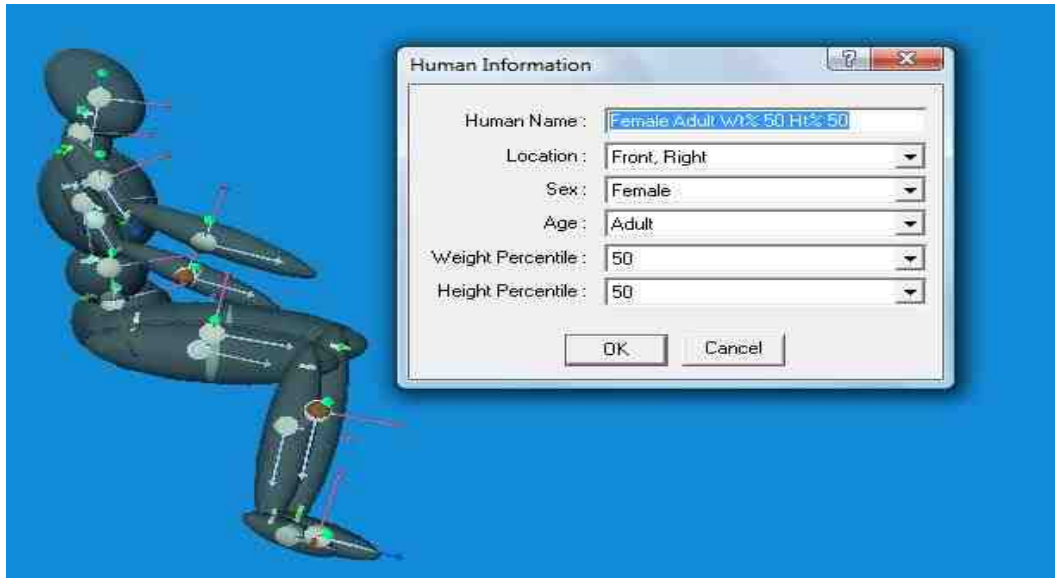 Human Information
Human Name : Female Adult Wt% 50 Ht% 50
Location : Front, Right
Sex : Female
Age : Adult
Weight Percentile : 50
Height Percentile : 50
OK Cancel